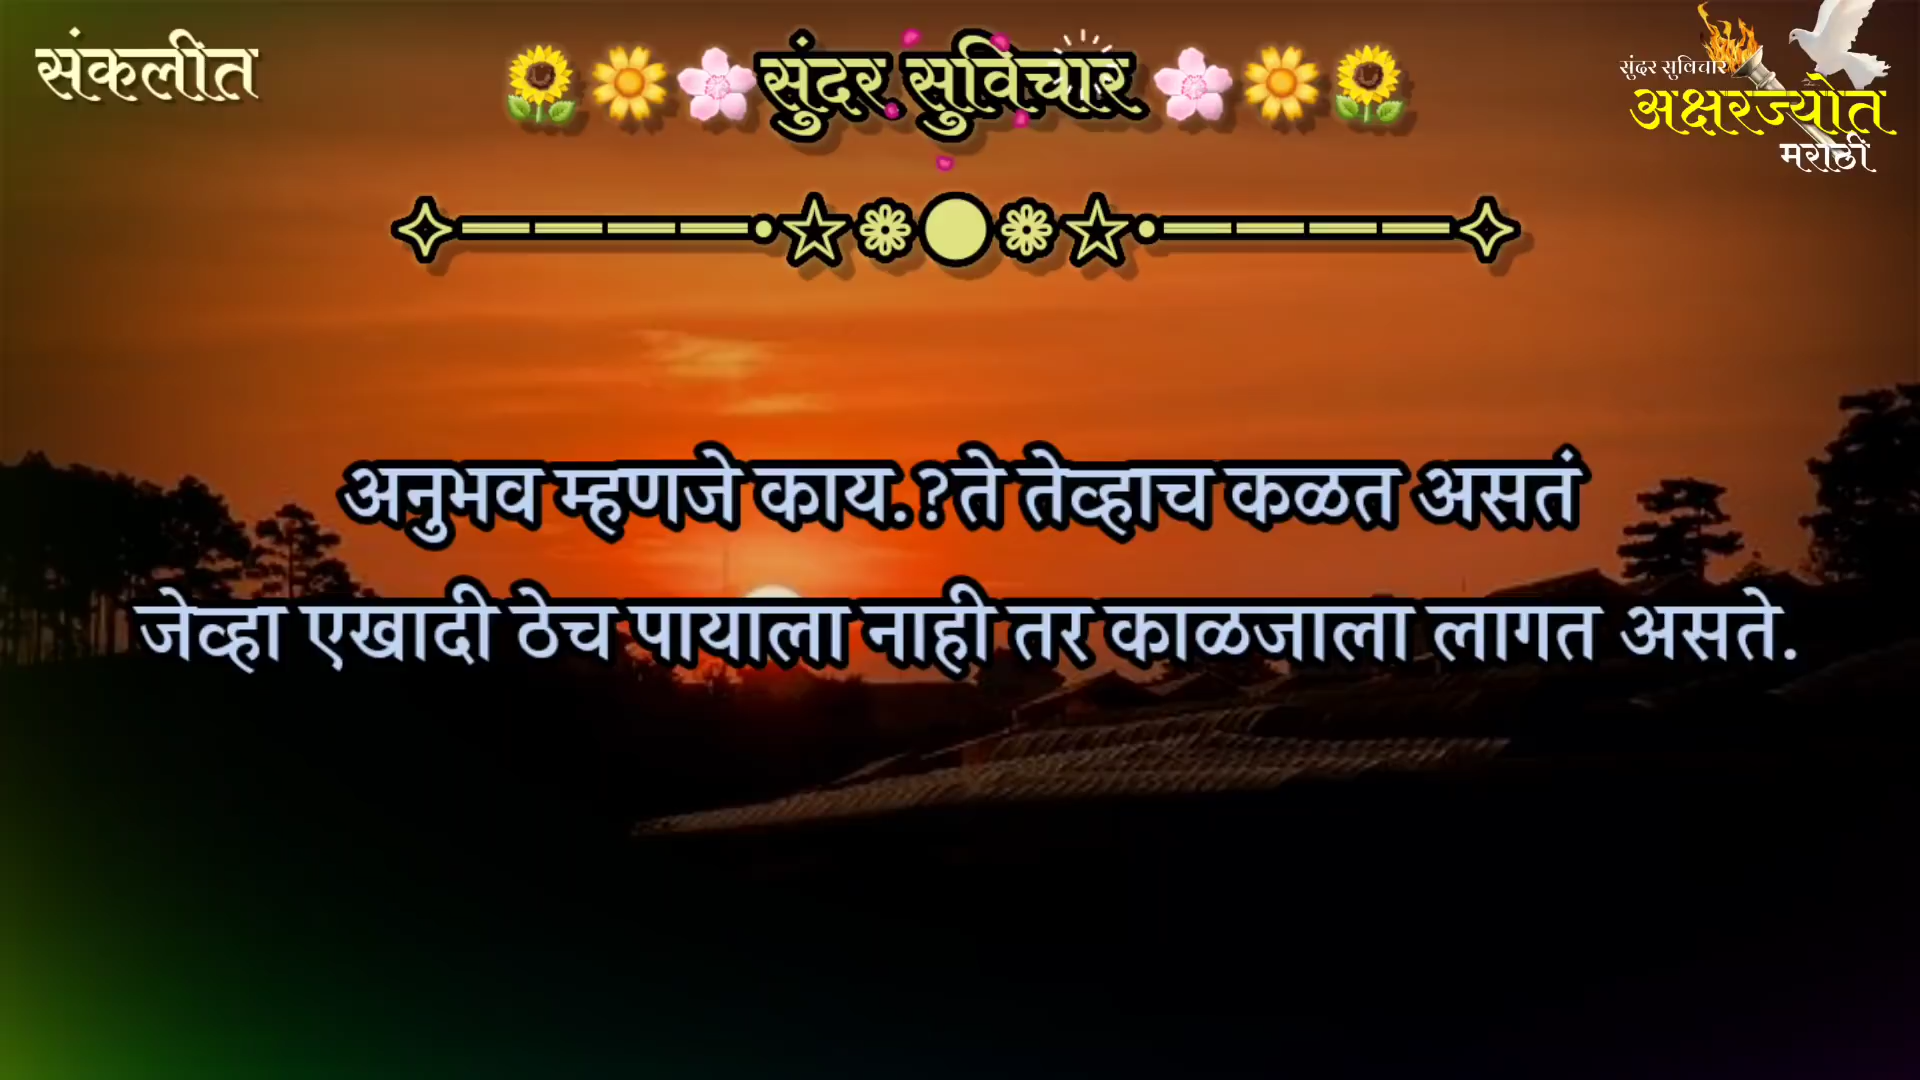 संकलीत
🌻🌼🌸सुंदर सुविचार🌸🌼🌻
सुंदर सुविचार
अक्षरज्योत
मराठी
अनुभव म्हणजे काय.?ते तेव्हाच कळत असतं
जेव्हा एखादी ठेच पायाला नाही तर काळजाला लागत असते.